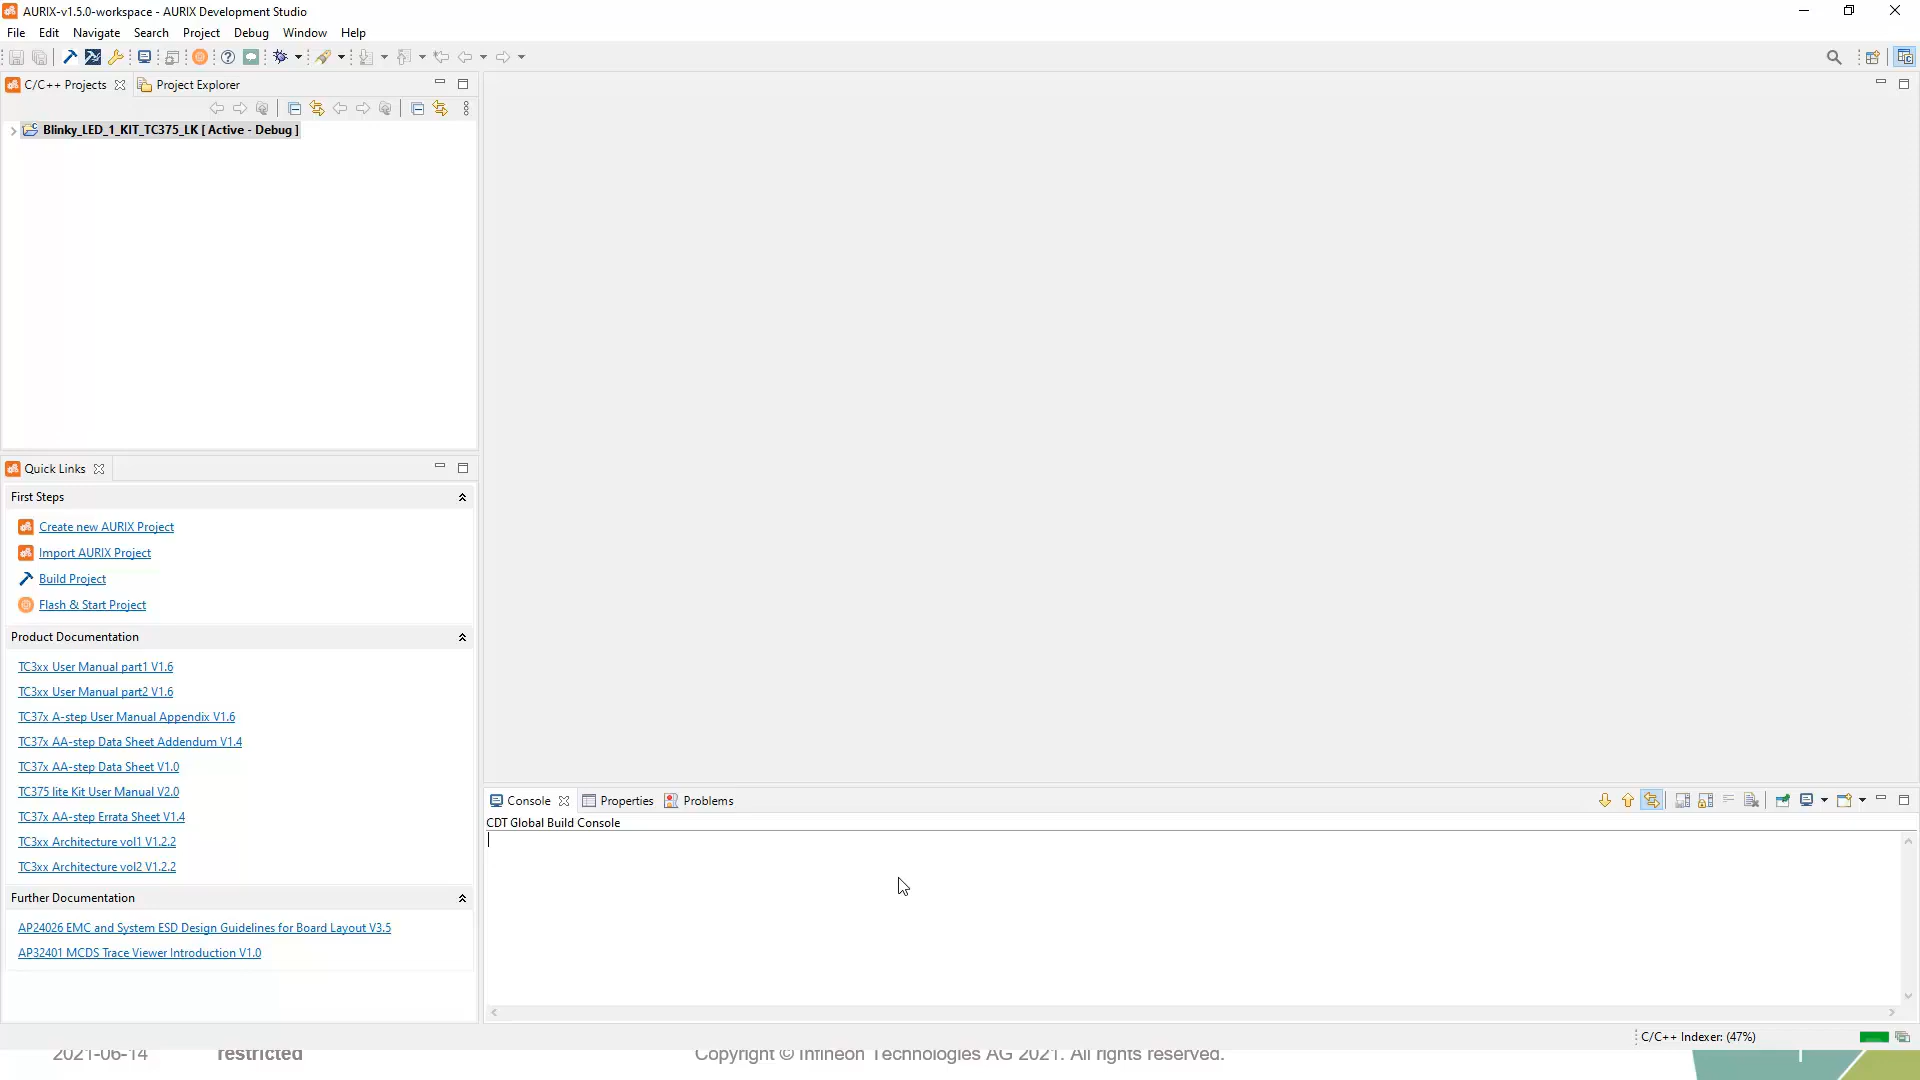 AURIX-v1.5.0-workspace - AURIX Development Studio
File Edit Navigate Search Project Debug Window Help
C/C++ Projects Project Explorer
Blinky_LED_1_KIT_TC375_LK [ Active - Debug ]
Quick Links
First Steps
Create new AURIX Project
Import AURIX Project
Build Project
Flash & Start Project
Product Documentation
TC3xx User Manual part1 V1.6
TC3xx User Manual part2 V1.6
TC37x A-step User Manual Appendix V1.6
TC37x AA-step Data Sheet Addendum V1.4
TC37x AA-step Data Sheet V1.0
TC375 lite Kit User Manual V2.0
TC37x AA-step Errata Sheet V1.4
TC3xx Architecture vol1 V1.2.2
TC3xx Architecture vol2 V1.2.2
Further Documentation
AP24026 EMC and System ESD Design Guidelines for Board Layout V3.5
AP32401 MCDS Trace Viewer Introduction V1.0
Console Properties Problems
CDT Global Build Console
C/C++ Indexer: (47%)
2021-06-14 restricted Copyright © Infineon Technologies AG 2021. All rights reserved.